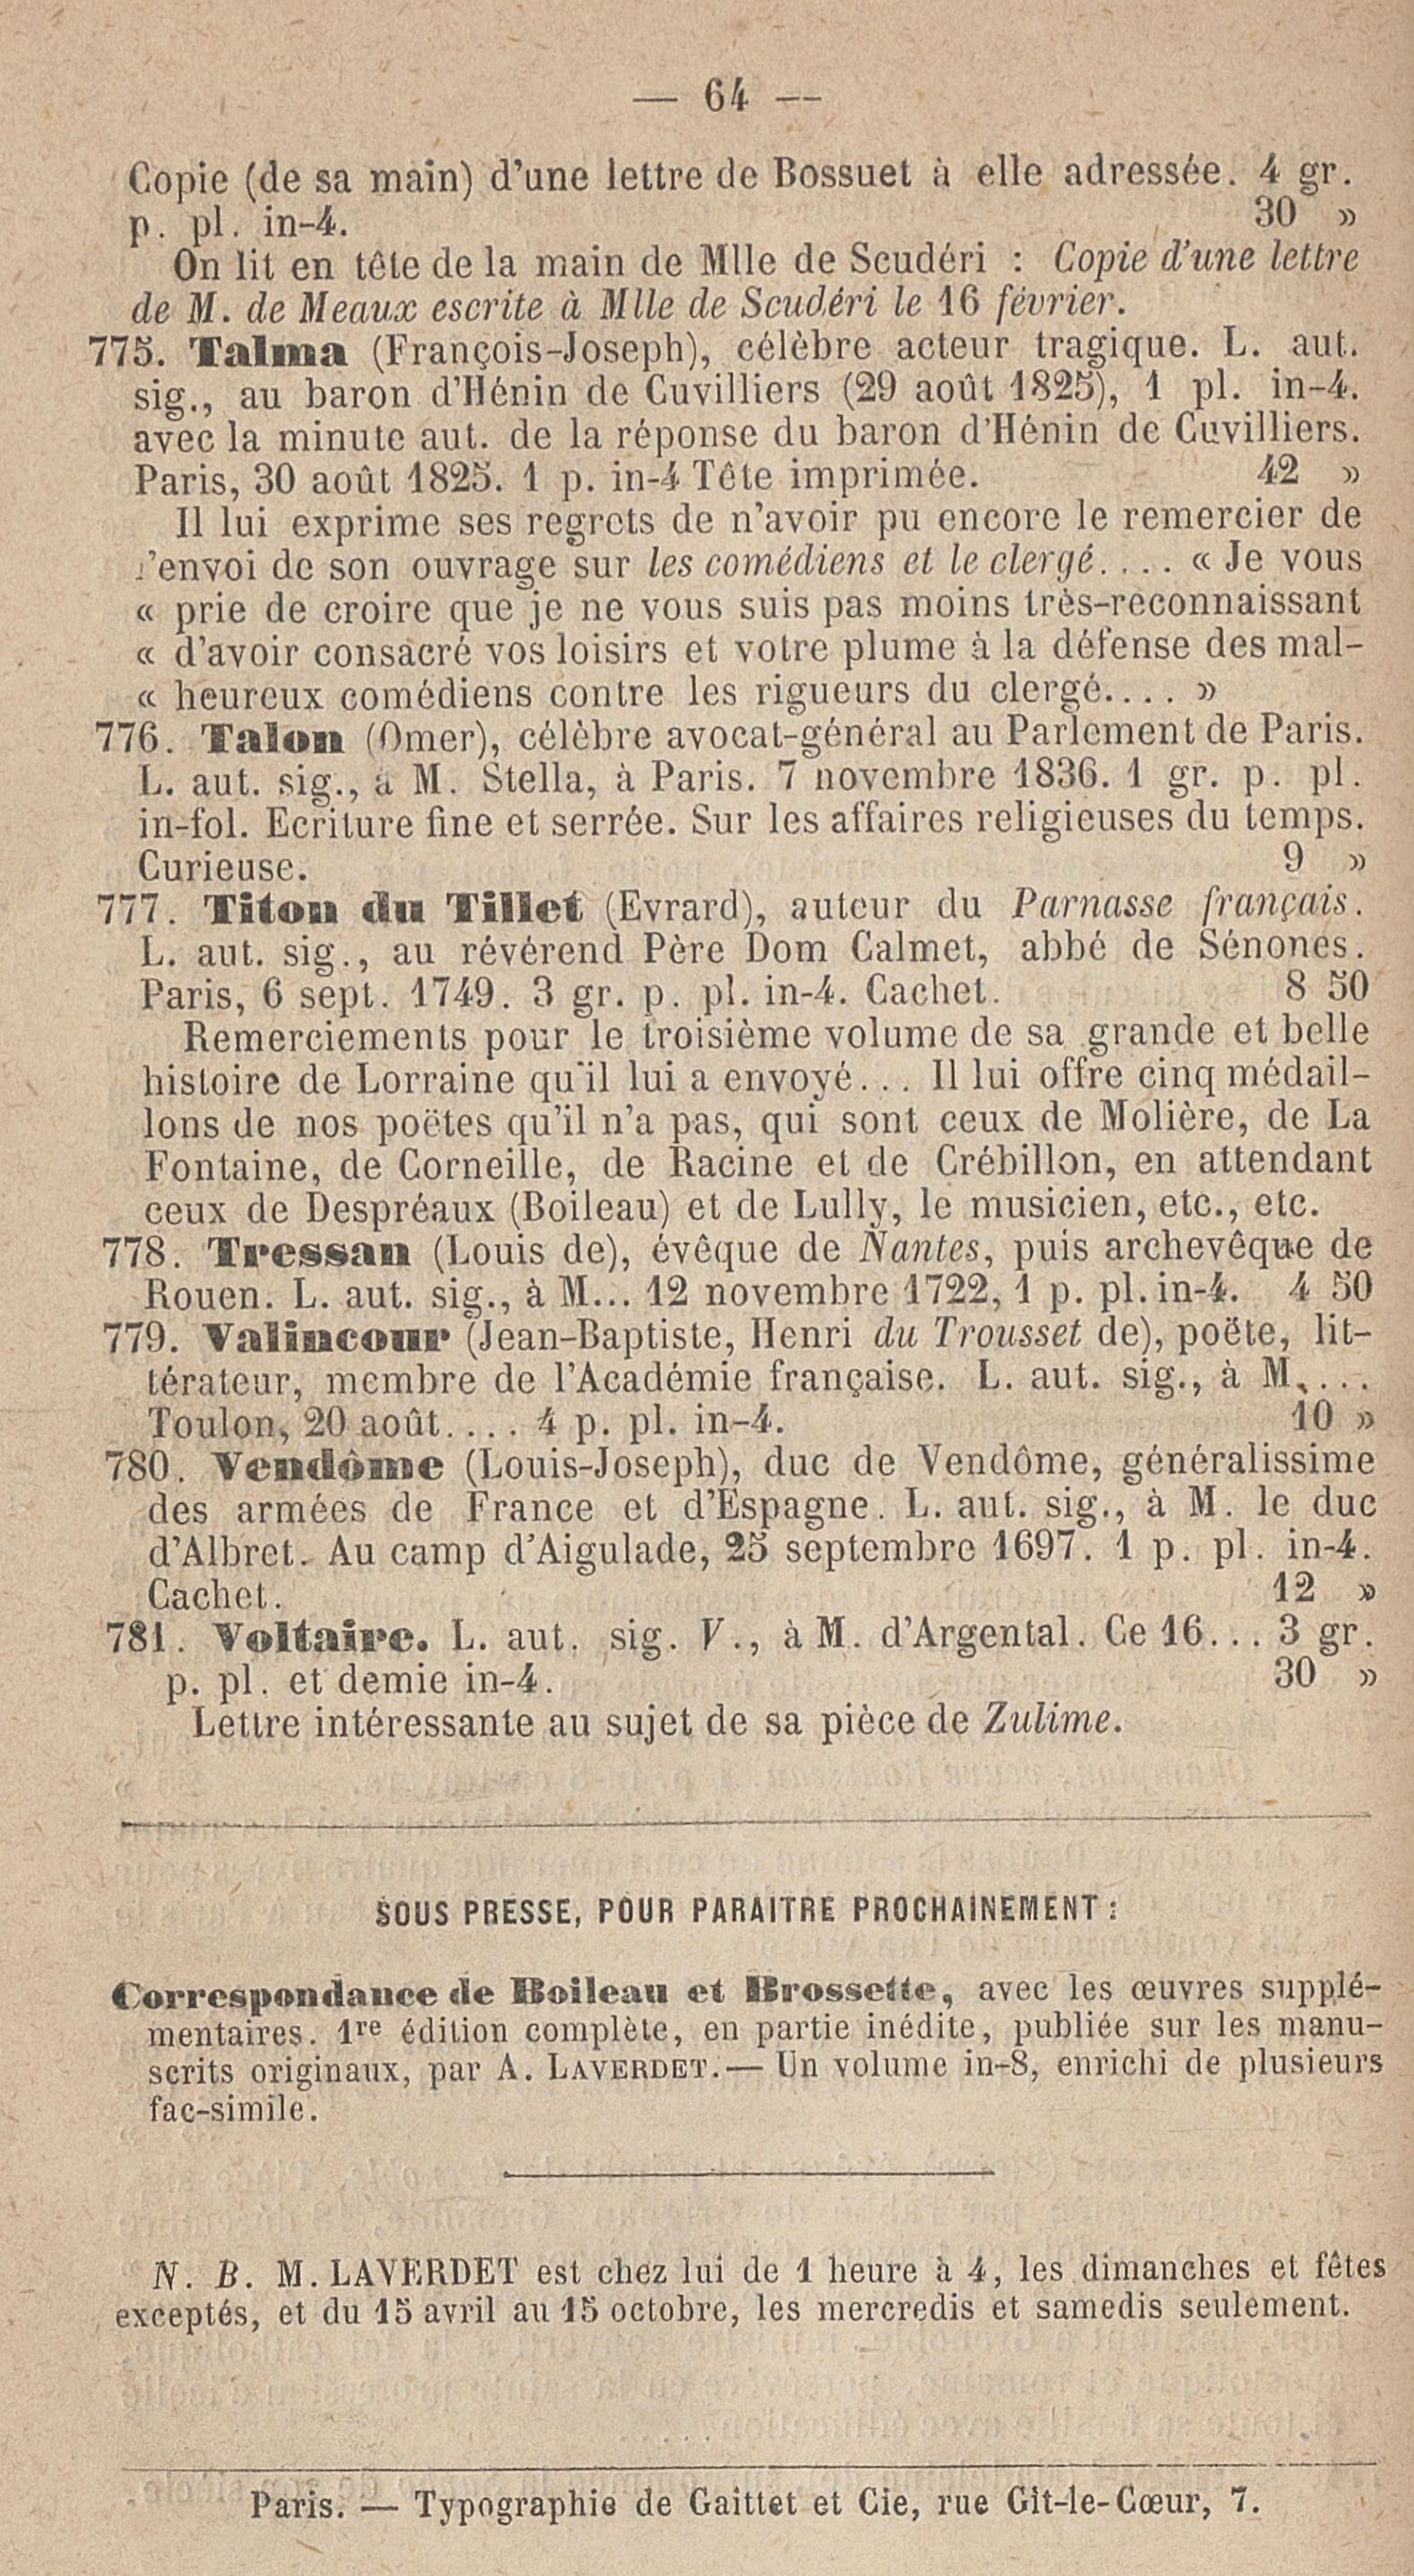 — 64 —
Copie (de sa main) d'une lettre de Bossuet à elle adressée. 4 gr.
p. pl. in-4. 30 »
On lit en tête de la main de Mlle de Scudéri : Copie d'une lettre
de M. de Meaux escrite à Mlle de Scudéri le 16 février.
775. Talma (François-Joseph), célèbre acteur tragique. L. aut.
sig., au baron d'Hénin de Cuvilliers (29 août 1825), 1 pl. in-4.
avec la minute aut. de la réponse du baron d'Hénin de Cuvilliers.
Paris, 30 août 1825. 1 p. in-4 Tête imprimée. 42 »
Il lui exprime ses regrets de n'avoir pu encore le remercier de
l'envoi de son ouvrage sur les comédiens et le clergé.... « Je vous
« prie de croire que je ne vous suis pas moins très-reconnaissant
« d'avoir consacré vos loisirs et votre plume à la défense des mal-
« heureux comédiens contre les rigueurs du clergé.... »
776. Talon (Omer), célèbre avocat-général au Parlement de Paris.
L. aut. sig., à M. Stella, à Paris. 7 novembre 1836. 1 gr. p. pl.
in-fol. Ecriture fine et serrée. Sur les affaires religieuses du temps.
Curieuse. 9 »
777. Titon du Tillet (Evrard), auteur du Parnasse français.
L. aut. sig., au révérend Père Dom Calmet, abbé de Sénones.
Paris, 6 sept. 1749. 3 gr. p. pl. in-4. Cachet. 8 50
Remerciements pour le troisième volume de sa grande et belle
histoire de Lorraine qu'il lui a envoyé... Il lui offre cinq médail-
lons de nos poëtes qu'il n'a pas, qui sont ceux de Molière, de La
Fontaine, de Corneille, de Racine et de Crébillon, en attendant
ceux de Despréaux (Boileau) et de Lully, le musicien, etc., etc.
778. Tressan (Louis de), évêque de Nantes, puis archevêque de
Rouen. L. aut. sig., à M... 12 novembre 1722, 1 p. pl. in-4. 4 50
779. Valincour (Jean-Baptiste, Henri du Trousset de), poëte, lit-
térateur, membre de l'Académie française. L. aut. sig., à M....
Toulon, 20 août.... 4 p. pl. in-4. 10 »
780. Vendôme (Louis-Joseph), duc de Vendôme, généralissime
des armées de France et d'Espagne. L. aut. sig., à M. le duc
d'Albret. Au camp d'Aigulade, 25 septembre 1697. 1 p. pl. in-4.
Cachet. 12 »
781. Voltaire. L. aut. sig. V., à M. d'Argental. Ce 16... 3 gr.
p. pl. et demie in-4. 30 »
Lettre intéressante au sujet de sa pièce de Zulime.
SOUS PRESSE, POUR PARAITRE PROCHAINEMENT :
Correspondance de Boileau et Brossette, avec les œuvres supplé-
mentaires. 1re édition complète, en partie inédite, publiée sur les manu-
scrits originaux, par A. LAVERDET. — Un volume in-8, enrichi de plusieurs
fac-simile.
N. B. M. LAVERDET est chez lui de 1 heure à 4, les dimanches et fêtes
exceptés, et du 15 avril au 15 octobre, les mercredis et samedis seulement.
Paris. — Typographie de Gaittet et Cie, rue Gît-le-Cœur, 7.